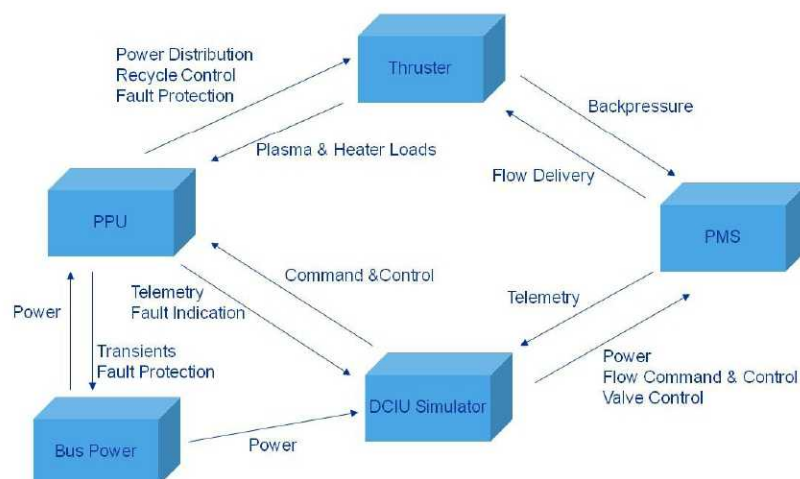 Power Distribution
Recycle Control
Fault Protection
Thruster
Backpressure
Plasma & Heater Loads
Flow Delivery
PPU
PMS
Command &Control
Telemetry
Fault Indication
Telemetry
Power
Transients
Fault Protection
Power
Flow Command & Control
Valve Control
DCIU Simulator
Bus Power
Power